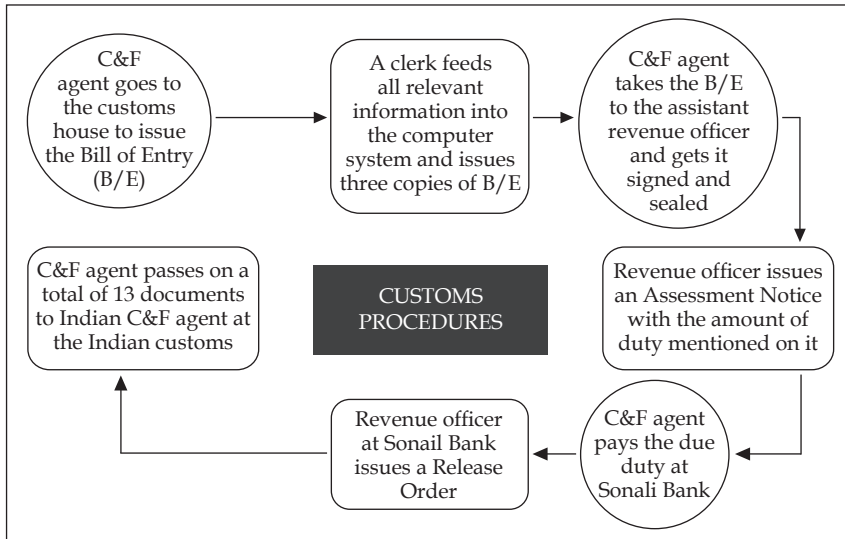 C&F
agent goes to
the customs
house to issue
the Bill of Entry
(B/E)
A clerk feeds
all relevant
information into
the computer
system and issues
three copies of B/E
C&F agent
takes the B/E
to the assistant
revenue officer
and gets it
signed and
sealed
Revenue officer issues
an Assessment Notice
with the amount of
duty mentioned on it
C&F agent
pays the due
duty at
Sonali Bank
Revenue officer
at Sonail Bank
issues a Release
Order
C&F agent passes on a
total of 13 documents
to Indian C&F agent at
the Indian customs
CUSTOMS
PROCEDURES